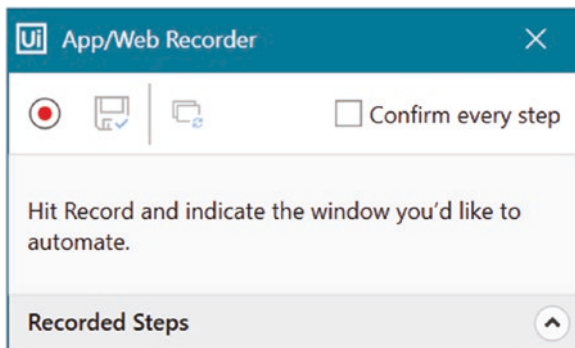 Ui App/Web Recorder
Confirm every step
Hit Record and indicate the window you'd like to
automate.
Recorded Steps